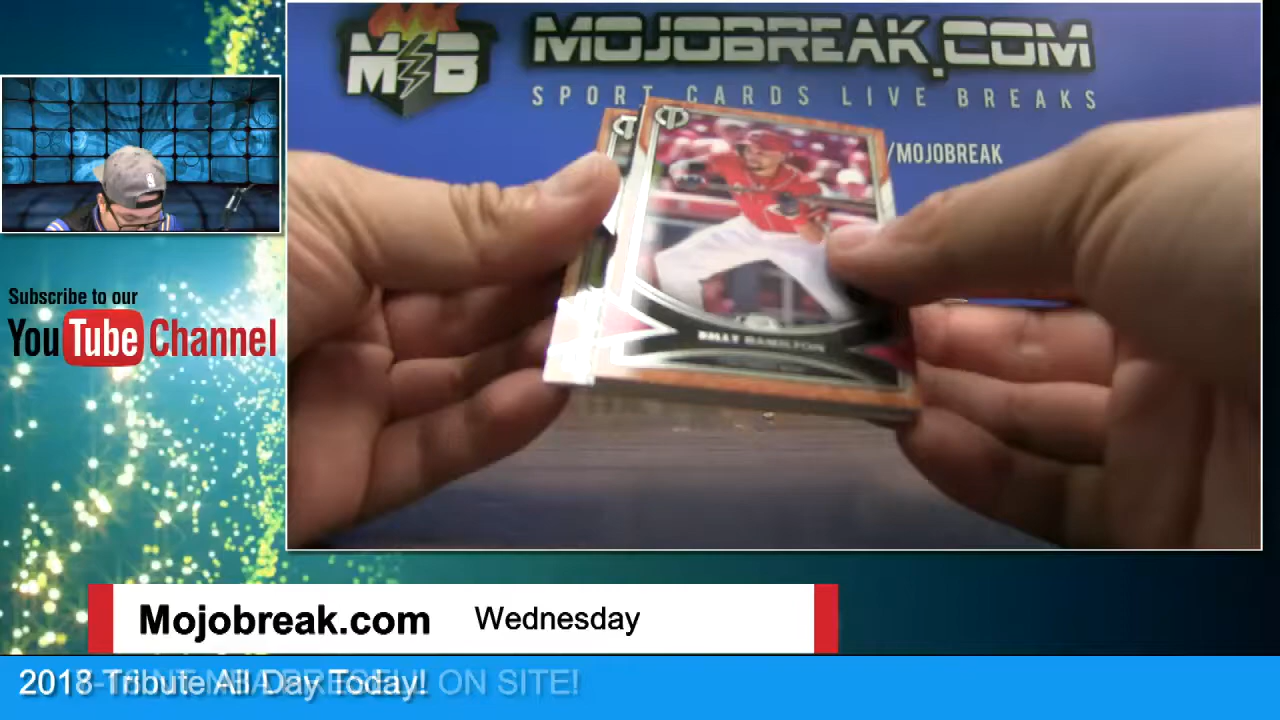 MB
MOJOBREAK.COM
SPORT CARDS LIVE BREAKS
/MOJOBREAK
BILLY HAMILTON
Subscribe to our
YouTube Channel
Mojobreak.com Wednesday
2018 Tribute All Day Today!
ON SITE!